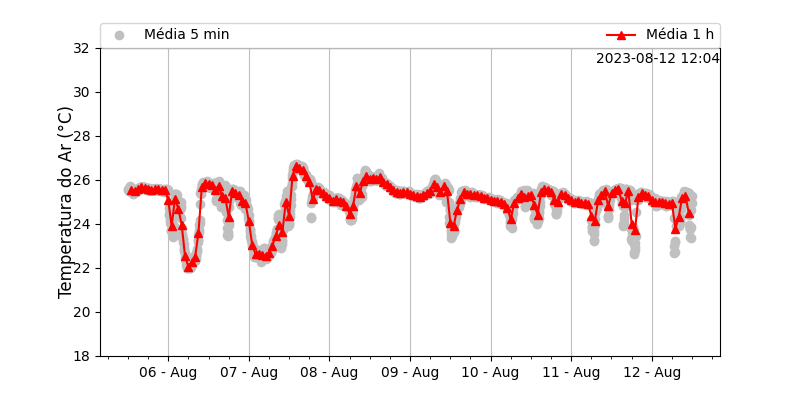 Média 5 min
Média 1 h
2023-08-12 12:04
Temperatura do Ar (°C)
32
30
28
26
24
22
20
18
06 - Aug
07 - Aug
08 - Aug
09 - Aug
10 - Aug
11 - Aug
12 - Aug